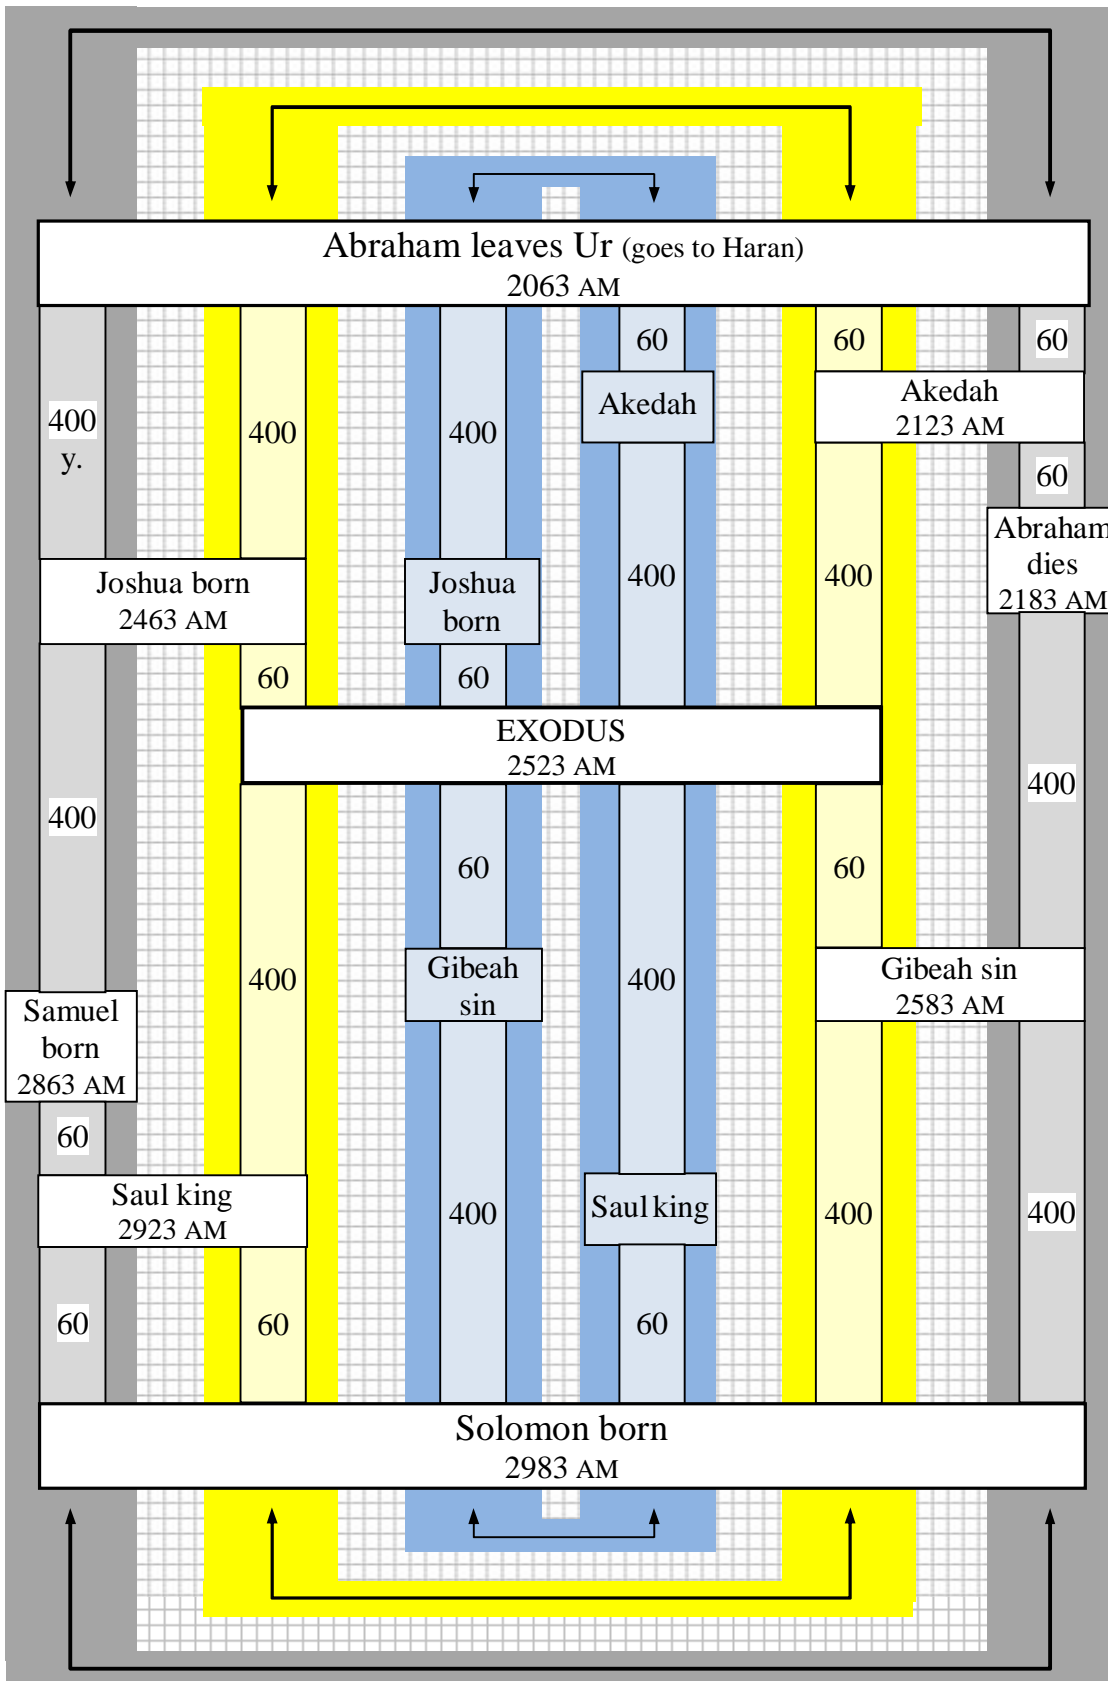 Abraham leaves Ur (goes to Haran)
2063 AM
60
60
60
Akedah
Akedah
2123 AM
400
y.
400
400
60
Abraham
dies
2183 AM
Joshua born
2463 AM
Joshua
born
400
400
60
60
EXODUS
2523 AM
400
400
60
60
400
Gibeah
sin
400
Gibeah sin
2583 AM
Samuel
born
2863 AM
60
Saul king
2923 AM
400
Saul king
400
400
60
60
60
Solomon born
2983 AM